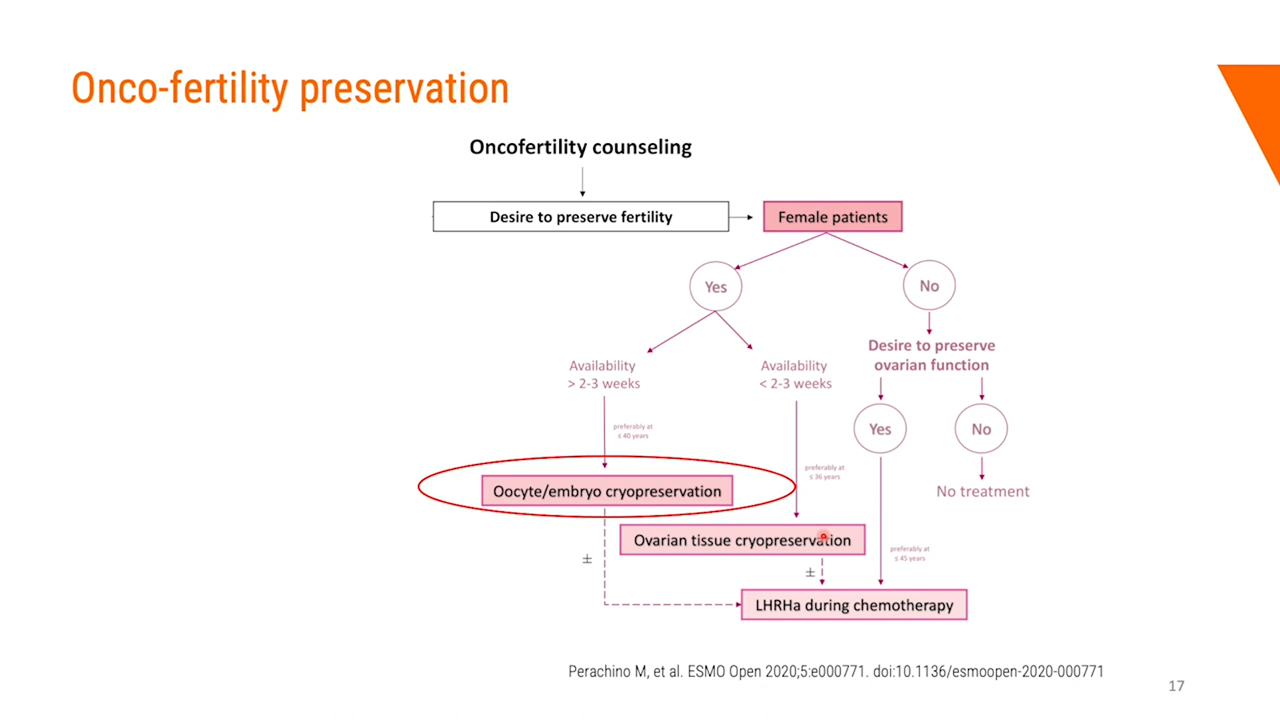 Onco-fertility preservation
Oncofertility counseling
Desire to preserve fertility
Female patients
Yes
No
Desire to preserve
ovarian function
Availability
> 2-3 weeks
Availability
< 2-3 weeks
Yes
No
preferably at
≤ 40 years
preferably at
≤ 36 years
Oocyte/embryo cryopreservation
No treatment
Ovarian tissue cryopreservation
preferably at
≤ 45 years
±
±
LHRHa during chemotherapy
Perachino M, et al. ESMO Open 2020;5:e000771. doi:10.1136/esmoopen-2020-000771
17